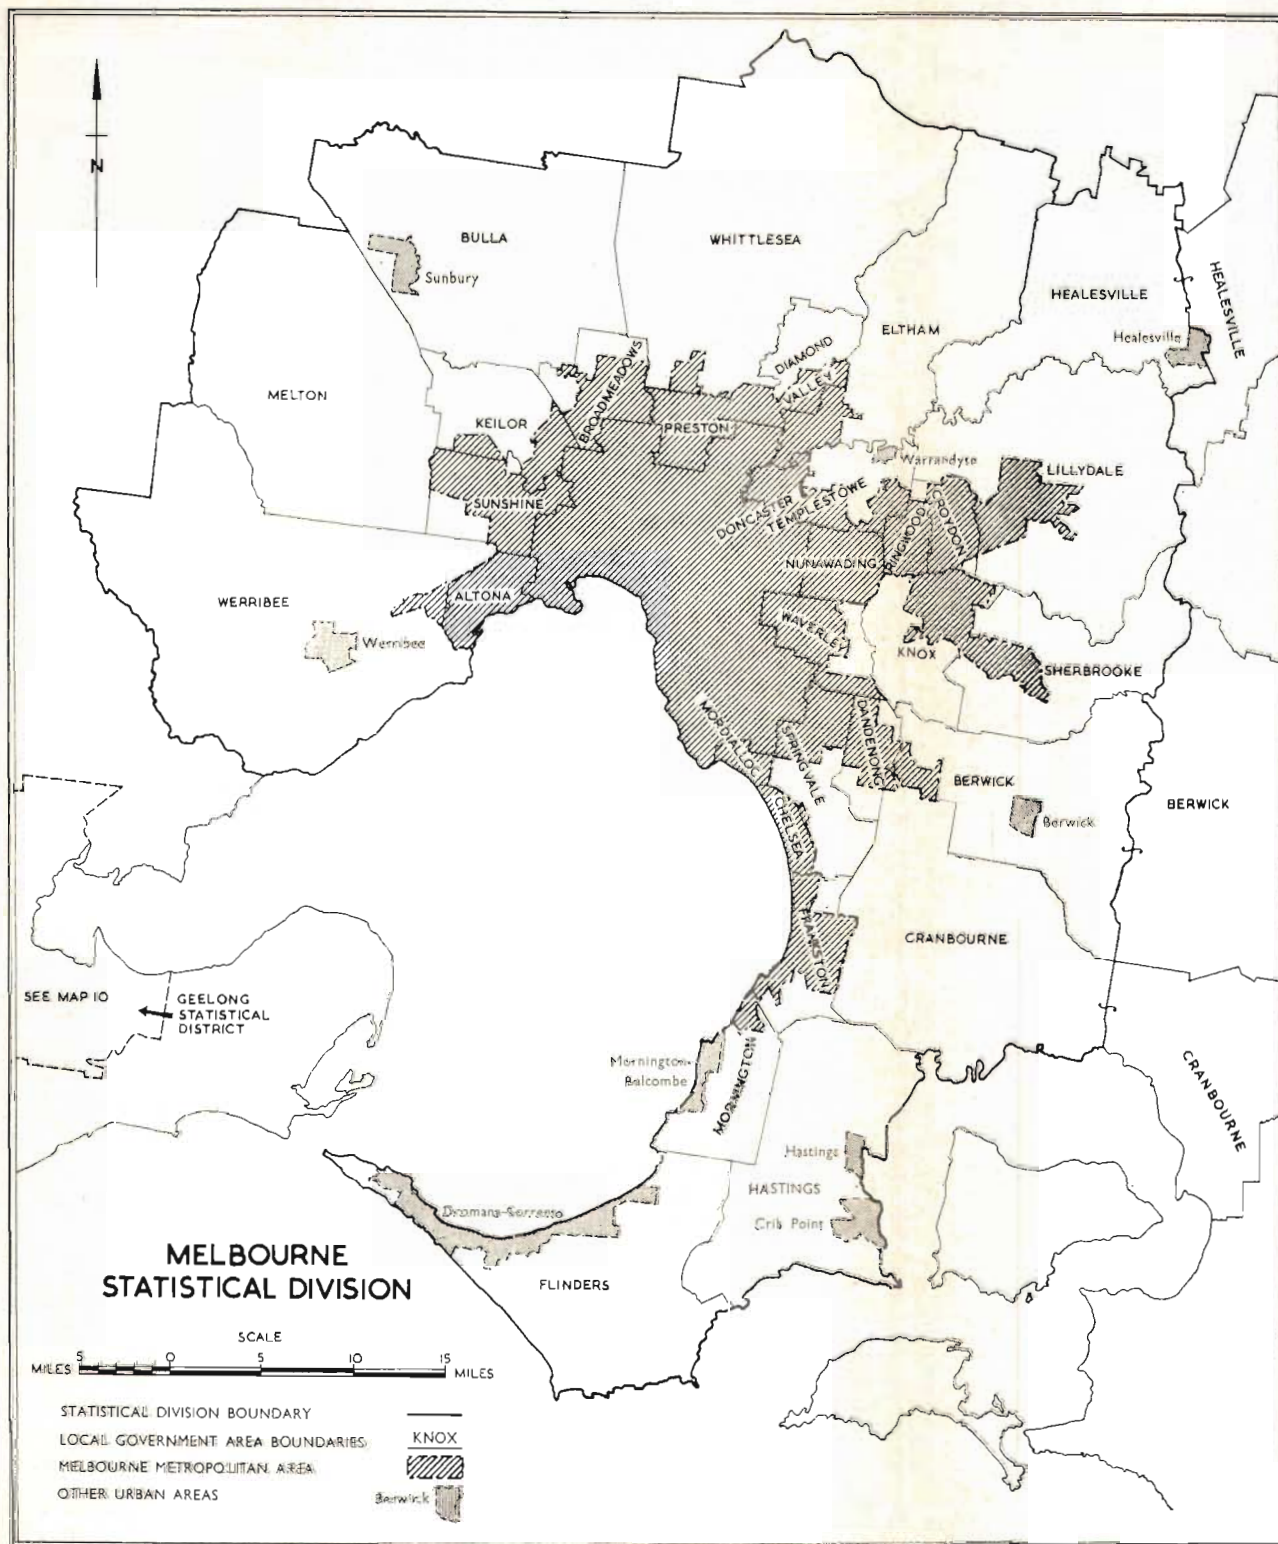 N
BULLA
Sunbury
WHITTLESEA
HEALESVILLE
HEALESVILLE
Healesville
ELTHAM
DIAMOND
VALLEY
MELTON
KEILOR
BROADMEADOWS
PRESTON
Warrandyte
LILLYDALE
SUNSHINE
DONCASTER
TEMPLESTOWE
RINGWOOD
CROYDON
NUNAWADING
WERRIBEE
ALTONA
Werribee
WAVERLEY
KNOX
SHERBROOKE
MORDIALLOC
SPRINGVALE
DANDENONG
BERWICK
BERWICK
Berwick
CHELSEA
FRANKSTON
CRANBOURNE
SEE MAP 10
GEELONG
STATISTICAL
DISTRICT
Mornington-
Balcombe
MORNINGTON
CRANBOURNE
Hastings
HASTINGS
Crib Point
Dromana-Sorrento
FLINDERS
MELBOURNE
STATISTICAL DIVISION
SCALE
MILES 5 0 5 10 15 MILES
STATISTICAL DIVISION BOUNDARY
LOCAL GOVERNMENT AREA BOUNDARIES KNOX
MELBOURNE METROPOLITAN AREA
OTHER URBAN AREAS Berwick